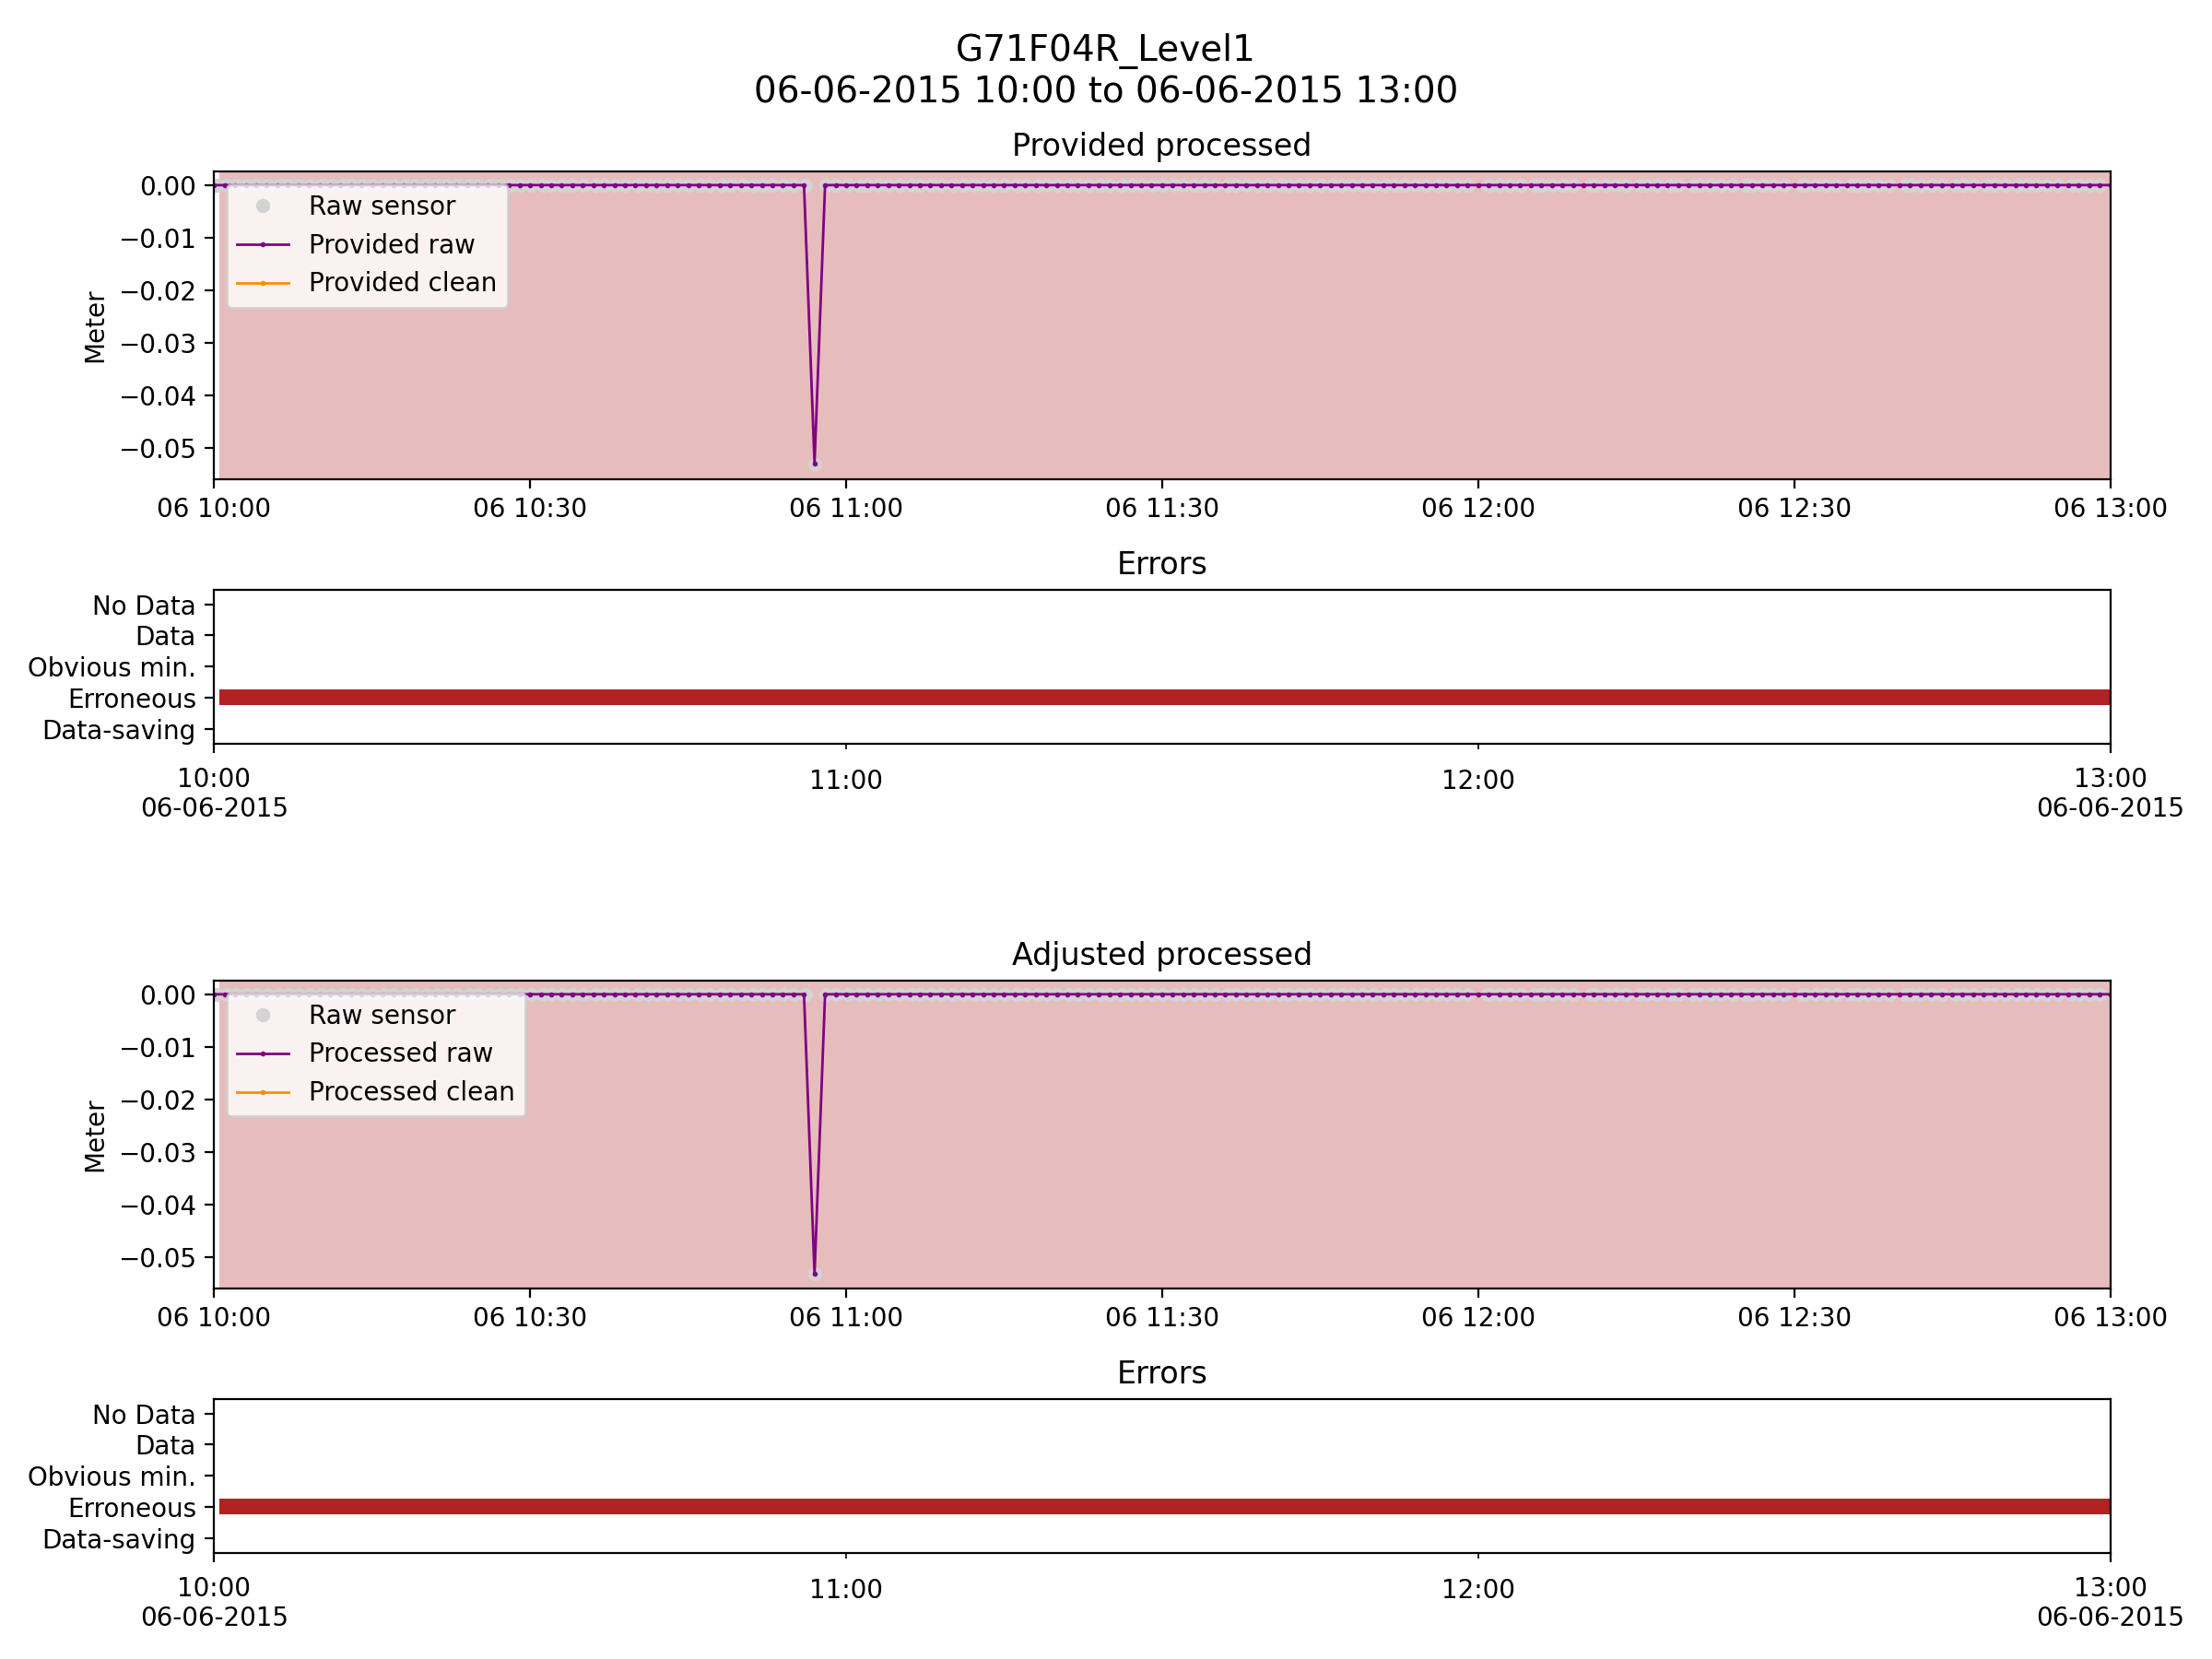 G71F04R_Level1
06-06-2015 10:00 to 06-06-2015 13:00
Provided processed
Meter
0.00
−0.01
−0.02
−0.03
−0.04
−0.05
Raw sensor
Provided raw
Provided clean
06 10:00 06 10:30 06 11:00 06 11:30 06 12:00 06 12:30 06 13:00
Errors
No Data
Data
Obvious min.
Erroneous
Data-saving
10:00 11:00 12:00 13:00
06-06-2015 06-06-2015
Adjusted processed
Meter
0.00
−0.01
−0.02
−0.03
−0.04
−0.05
Raw sensor
Processed raw
Processed clean
06 10:00 06 10:30 06 11:00 06 11:30 06 12:00 06 12:30 06 13:00
Errors
No Data
Data
Obvious min.
Erroneous
Data-saving
10:00 11:00 12:00 13:00
06-06-2015 06-06-2015